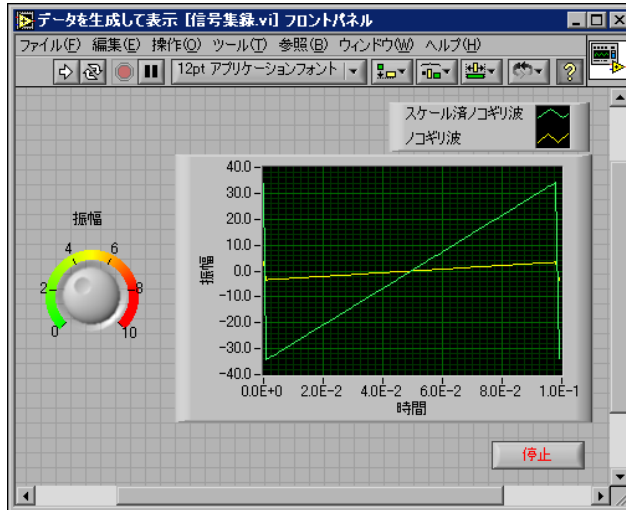 データを生成して表示 [信号集録.vi] フロントパネル
ファイル(F) 編集(E) 操作(O) ツール(T) 参照(B) ウィンドウ(W) ヘルプ(H)
12pt アプリケーションフォント
?
スケール済ノコギリ波
ノコギリ波
振幅
0 2 4 6 8 10
振幅
40.0
30.0
20.0
10.0
0.0
-10.0
-20.0
-30.0
-40.0
0.0E+0 2.0E-2 4.0E-2 6.0E-2 8.0E-2 1.0E-1
時間
停止